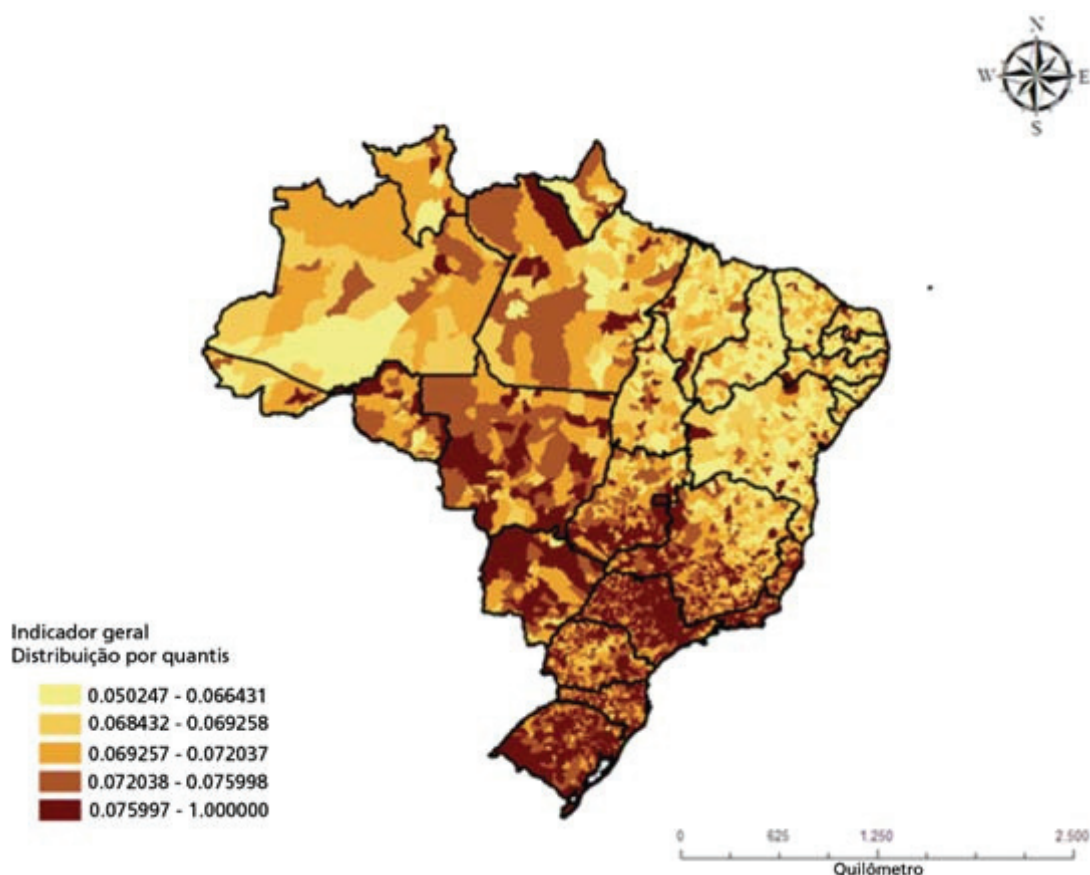 N
W E
S
Indicador geral
Distribuição por quantis
0.050247 - 0.066431
0.068432 - 0.069258
0.069257 - 0.072037
0.072038 - 0.075998
0.075997 - 1.000000
0 625 1.250 2.500
Quilômetro